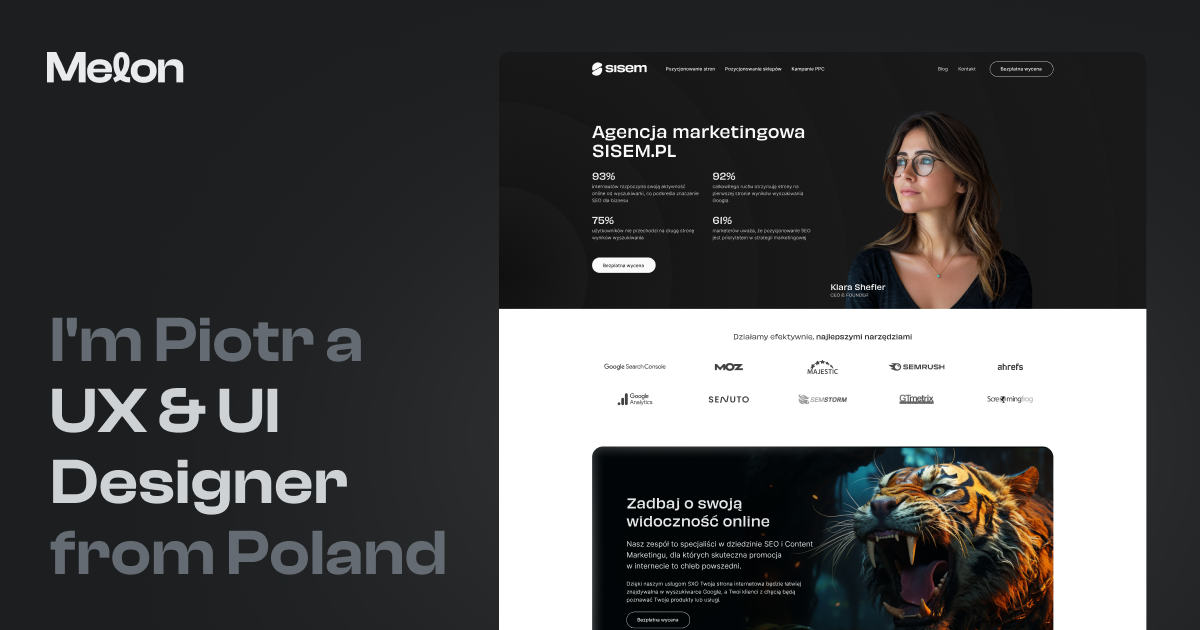 Melon
I'm Piotr a
UX & UI
Designer
from Poland
SISEM
Pozycjonowanie stron Pozycjonowanie sklepów Kampanie PPC
Blog Kontakt Bezpłatna wycena
Agencja marketingowa
SISEM.PL
93%
internautów rozpoczyna swoją aktywność
online od wyszukiwarki, co podkreśla znaczenie
SEO dla biznesu
92%
całkowitego ruchu otrzymują strony na
pierwszej stronie wyników wyszukiwania
Google
75%
użytkowników nie przechodzi na drugą stronę
wyników wyszukiwania
61%
marketerów uważa, że pozycjonowanie SEO
jest priorytetem w strategii marketingowej
Bezpłatna wycena
Klara Shefler
CEO & FOUNDER
Działamy efektywnie, najlepszymi narzędziami
Google Search Console
MOZ
MAJESTIC
SEMRUSH
ahrefs
Google
Analytics
SENUTO
SEMSTORM
GTmetrix
Screamingfrog
Zadbaj o swoją
widoczność online
Nasz zespół to specjaliści w dziedzinie SEO i Content
Marketingu, dla których skuteczna promocja
w internecie to chleb powszedni.
Dzięki naszym usługom SXO Twoja strona internetowa będzie łatwiej
znajdywalna w wyszukiwarce Google, a Twoi klienci z chęcią będą
poznawać Twoje produkty lub usługi.
Bezpłatna wycena